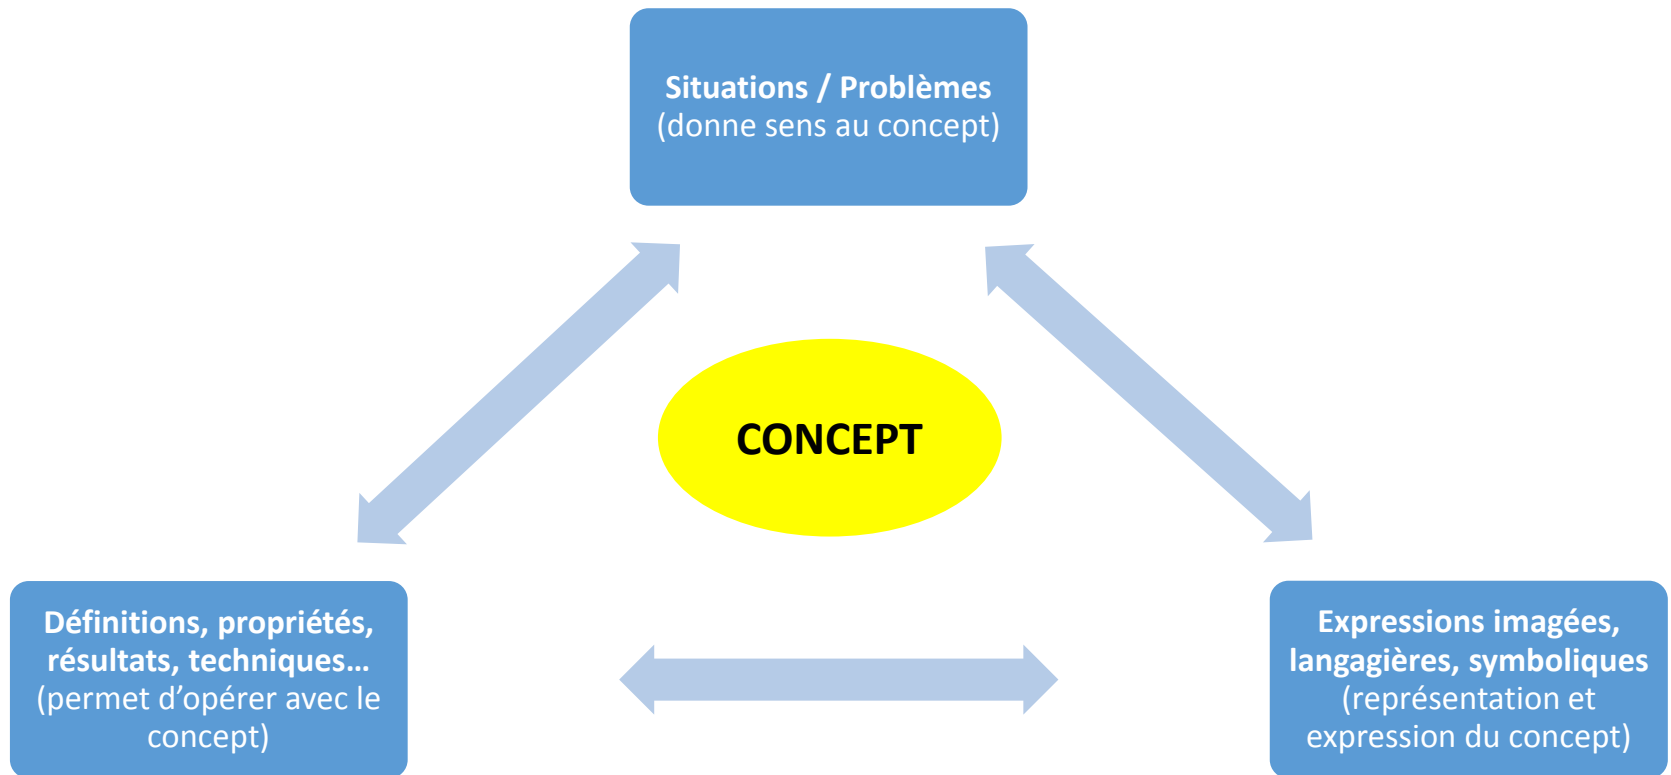 Situations / Problèmes
(donne sens au concept)
CONCEPT
Définitions, propriétés,
résultats, techniques…
(permet d’opérer avec le
concept)
Expressions imagées,
langagières, symboliques
(représentation et
expression du concept)